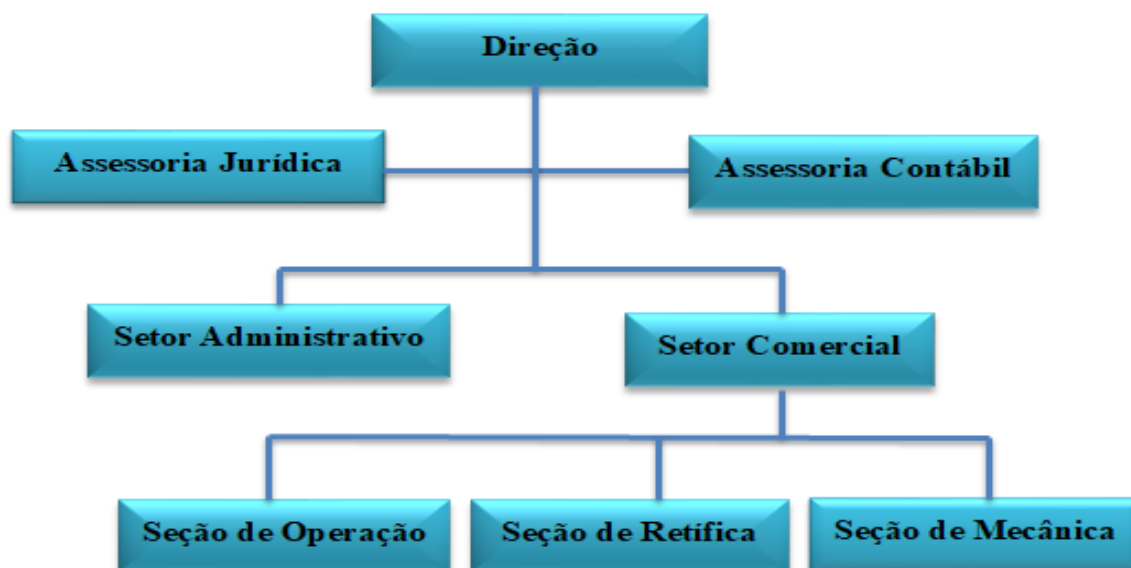 Direção
Assessoria Jurídica
Assessoria Contábil
Setor Administrativo
Setor Comercial
Seção de Operação
Seção de Retífica
Seção de Mecânica